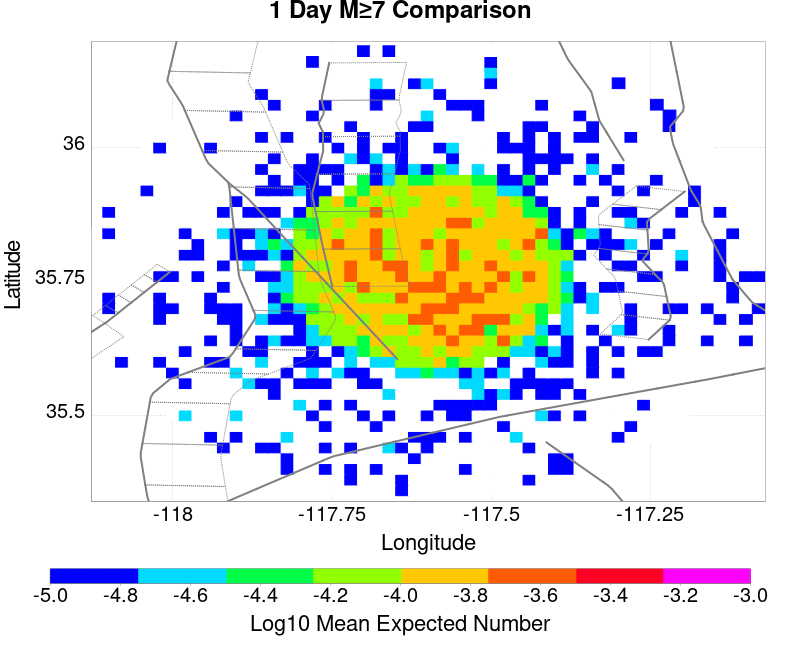 1 Day M≥7 Comparison
36
35.75
35.5
Latitude
-118 -117.75 -117.5 -117.25
Longitude
-5.0 -4.8 -4.6 -4.4 -4.2 -4.0 -3.8 -3.6 -3.4 -3.2 -3.0
Log10 Mean Expected Number